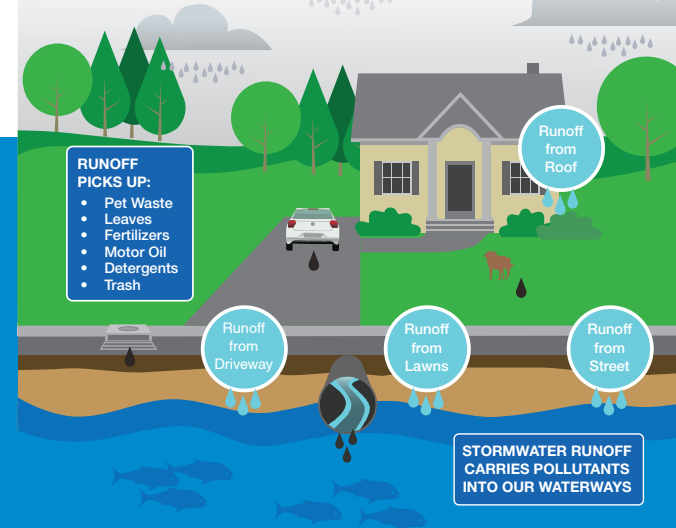 Runoff
from
Roof
RUNOFF
PICKS UP:
• Pet Waste
• Leaves
• Fertilizers
• Motor Oil
• Detergents
• Trash
Runoff
from
Driveway
Runoff
from
Lawns
Runoff
from
Street
STORMWATER RUNOFF
CARRIES POLLUTANTS
INTO OUR WATERWAYS